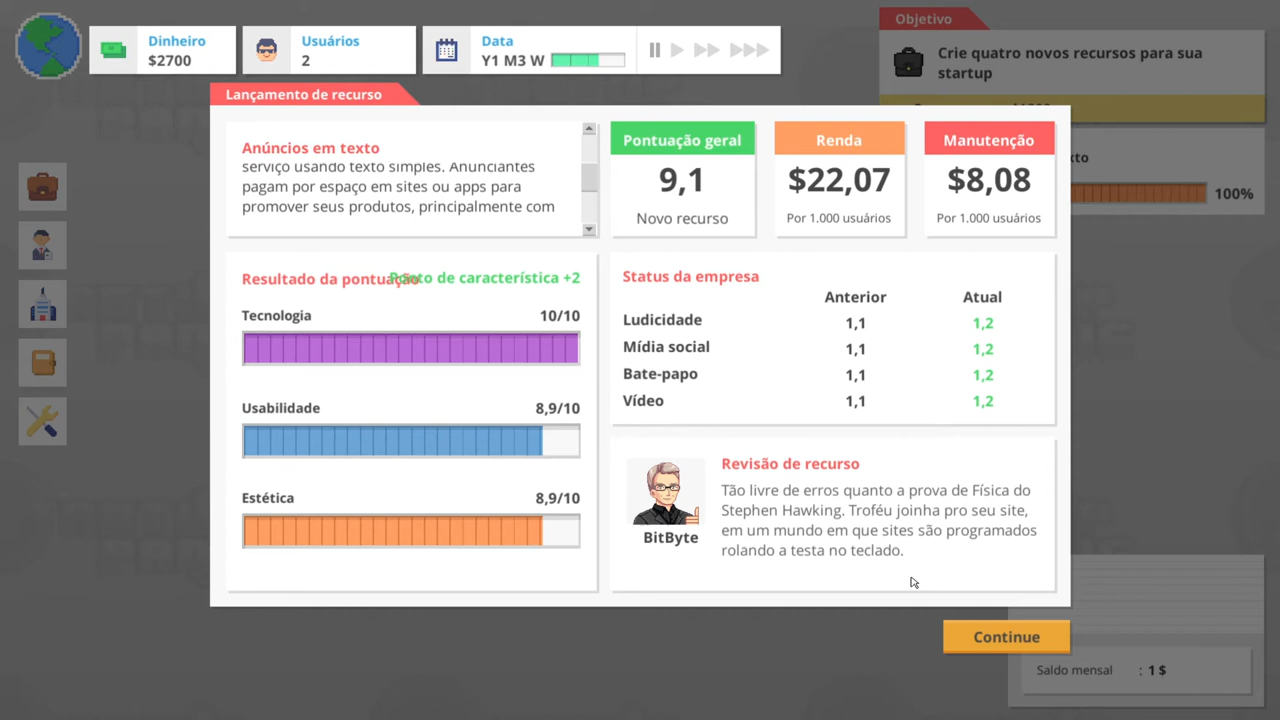 Dinheiro
$2700
Usuários
2
Data
Y1 M3 W
Objetivo
Crie quatro novos recursos para sua
startup
100%
Lançamento de recurso
Anúncios em texto
serviço usando texto simples. Anunciantes
pagam por espaço em sites ou apps para
promover seus produtos, principalmente com
Pontuação geral
9,1
Novo recurso
Renda
$22,07
Por 1.000 usuários
Manutenção
$8,08
Por 1.000 usuários
Resultado da pontuação
Ponto de característica +2
Tecnologia
10/10
Usabilidade
8,9/10
Estética
8,9/10
Status da empresa
Anterior Atual
Ludicidade 1,1 1,2
Mídia social 1,1 1,2
Bate-papo 1,1 1,2
Vídeo 1,1 1,2
Revisão de recurso
Tão livre de erros quanto a prova de Física do
Stephen Hawking. Troféu joinha pro seu site,
em um mundo em que sites são programados
rolando a testa no teclado.
BitByte
Continue
Saldo mensal : 1 $